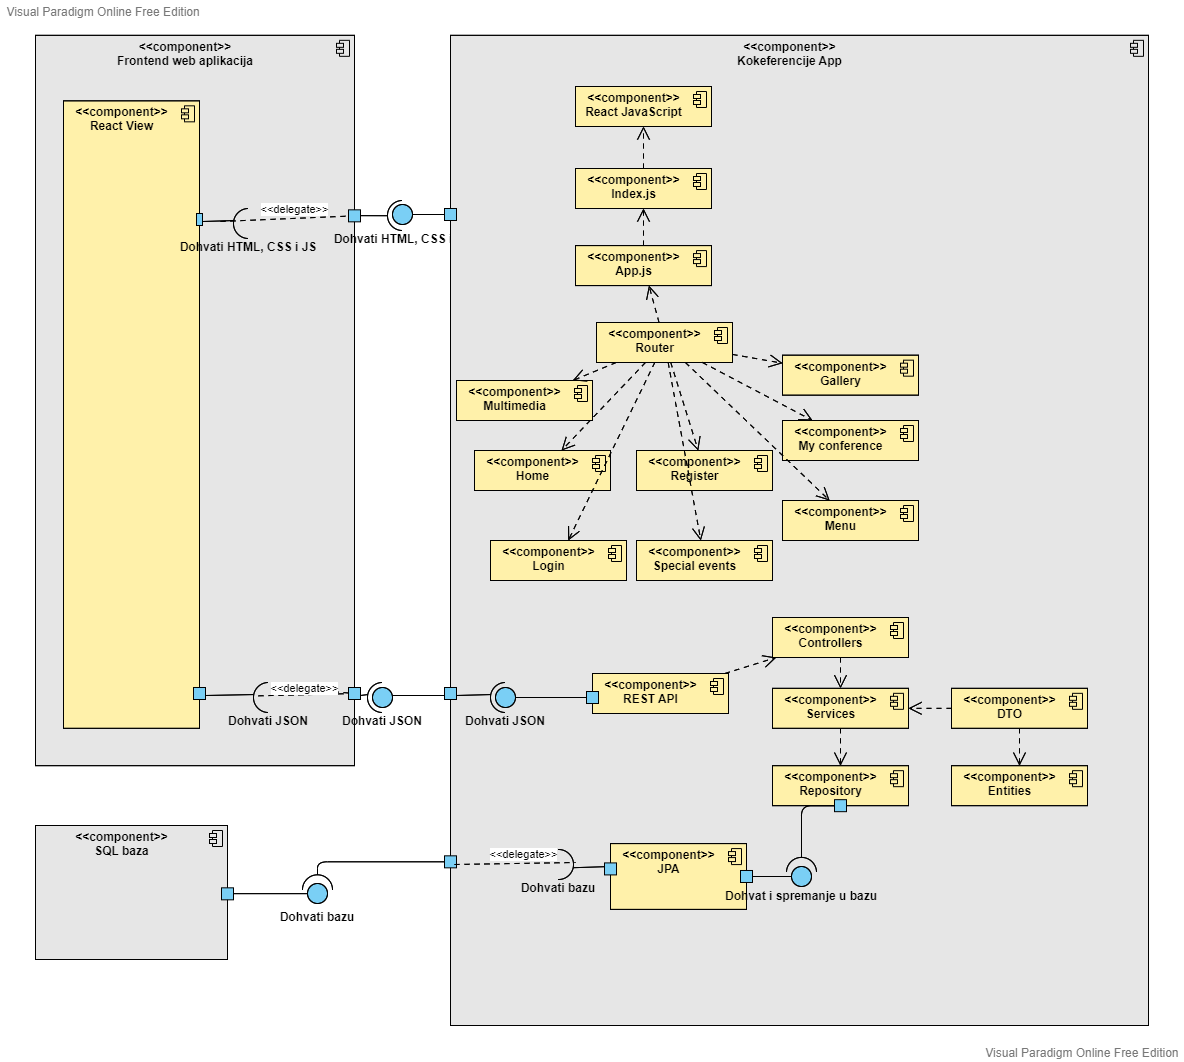 Visual Paradigm Online Free Edition
<<component>>
Frontend web aplikacija
<<component>>
React View
<<delegate>>
Dohvati HTML, CSS i JS
Dohvati HTML, CSS i
<<delegate>>
Dohvati JSON
Dohvati JSON
<<component>>
Kokeferencije App
<<component>>
React JavaScript
<<component>>
Index.js
<<component>>
App.js
<<component>>
Router
<<component>>
Gallery
<<component>>
Multimedia
<<component>>
My conference
<<component>>
Home
<<component>>
Register
<<component>>
Menu
<<component>>
Login
<<component>>
Special events
<<component>>
Controllers
<<component>>
REST API
Dohvati JSON
<<component>>
Services
<<component>>
DTO
<<component>>
Repository
<<component>>
Entities
<<component>>
SQL baza
Dohvati bazu
<<delegate>>
Dohvati bazu
<<component>>
JPA
Dohvat i spremanje u bazu
Visual Paradigm Online Free Edition